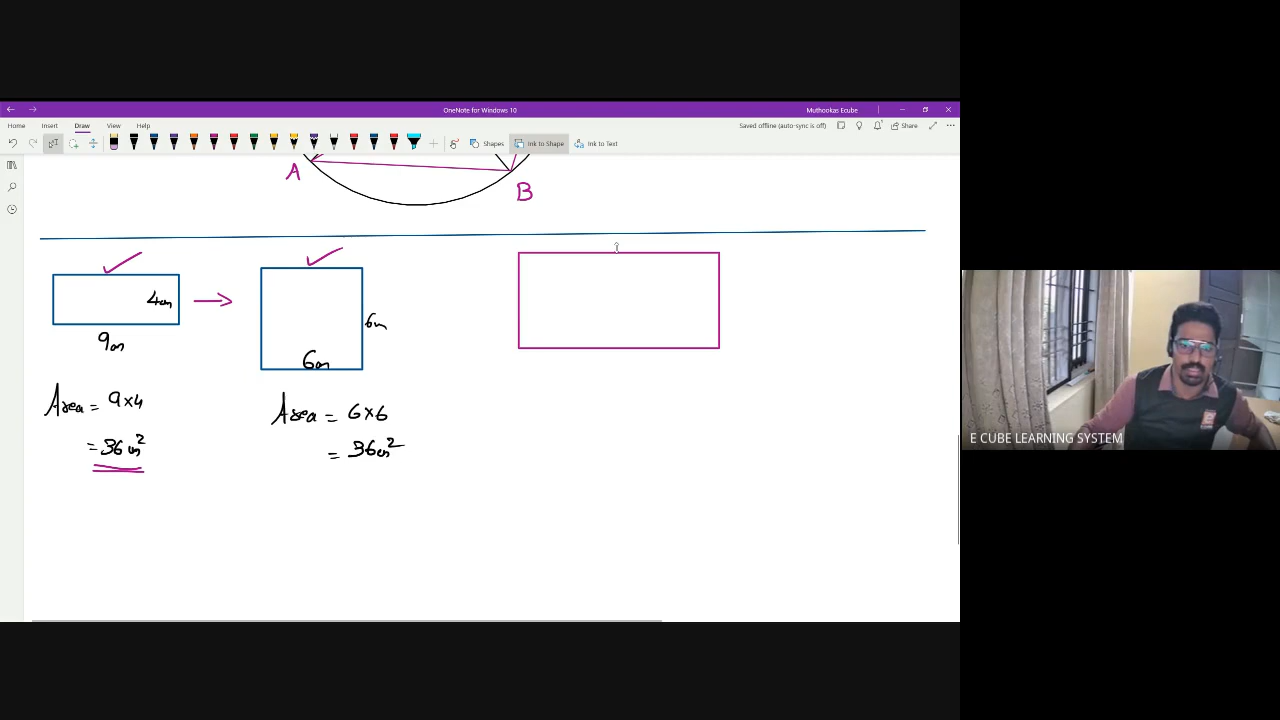 OneNote for Windows 10
Muthookas Ecube
Home Insert Draw View Help
Saved offline (auto-sync is off) Share
Shapes Ink to Shape Ink to Text
A
B
4cm
9cm
6cm
6cm
Area = 9×4
= 36cm²
Area = 6×6
= 36cm²
E CUBE LEARNING SYSTEM